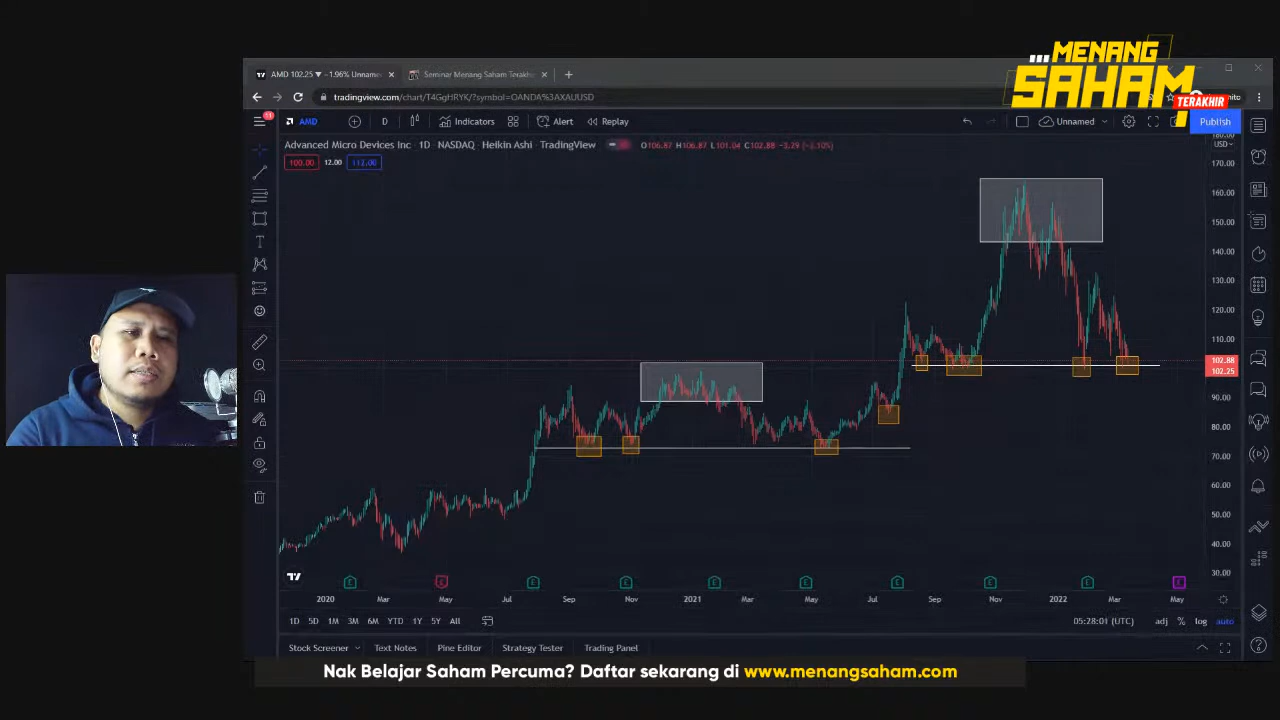 MENANG
SAHAM
TERAKHIR
AMD 102.25 ▼ −1.96% Unname
Seminar Menang Saham Terakhi
tradingview.com/chart/T4GgHRYK/?symbol=OANDA%3AXAUUSD
AMD
D
Indicators
Alert
Replay
Unnamed
Publish
Advanced Micro Devices Inc · 1D · NASDAQ · Heikin Ashi · TradingView
O106.87 H106.87 L101.04 C102.88 −3.29 (−3.10%)
USD
100.00
12.00
112.00
170.00
160.00
150.00
140.00
130.00
120.00
110.00
102.88
102.25
90.00
80.00
70.00
60.00
50.00
40.00
30.00
2020
Mar
May
Jul
Sep
Nov
2021
Mar
May
Jul
Sep
Nov
2022
Mar
May
1D
5D
1M
3M
6M
YTD
1Y
5Y
All
05:28:01 (UTC)
adj
%
log
auto
Stock Screener
Text Notes
Pine Editor
Strategy Tester
Trading Panel
Nak Belajar Saham Percuma? Daftar sekarang di www.menangsaham.com